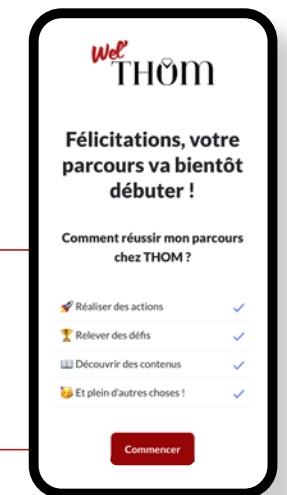 Wel'
THOM
Félicitations, votre
parcours va bientôt
débuter !
Comment réussir mon parcours
chez THOM ?
🚀 Réaliser des actions
🏆 Relever des défis
📖 Découvrir des contenus
🥳 Et plein d'autres choses !
Commencer